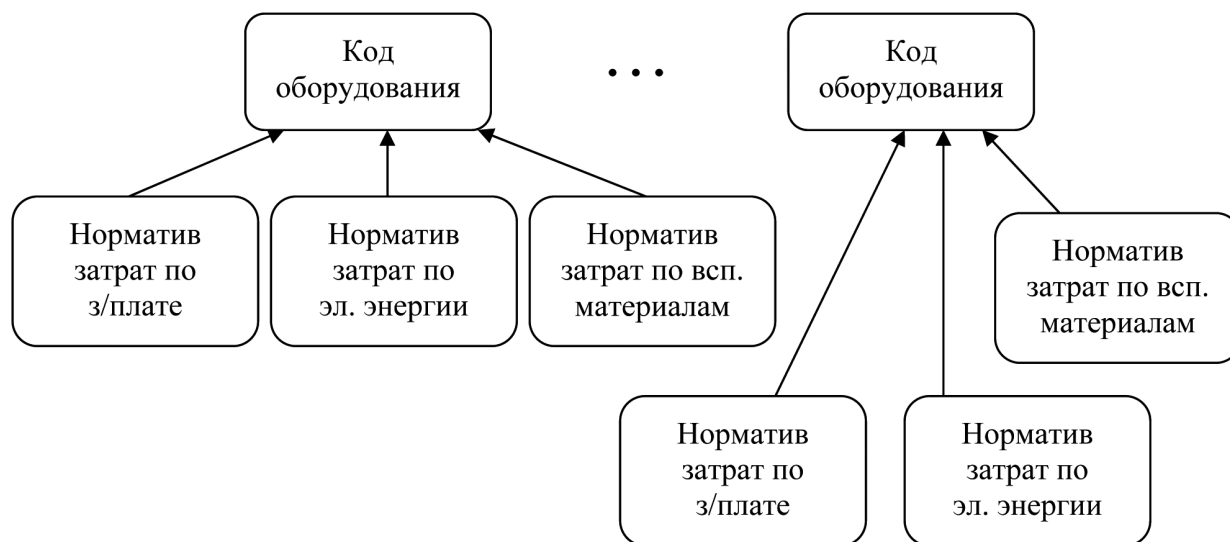 Код
оборудования
. . .
Код
оборудования
Норматив
затрат по
з/плате
Норматив
затрат по
эл. энергии
Норматив
затрат по всп.
материалам
Норматив
затрат по всп.
материалам
Норматив
затрат по
з/плате
Норматив
затрат по
эл. энергии